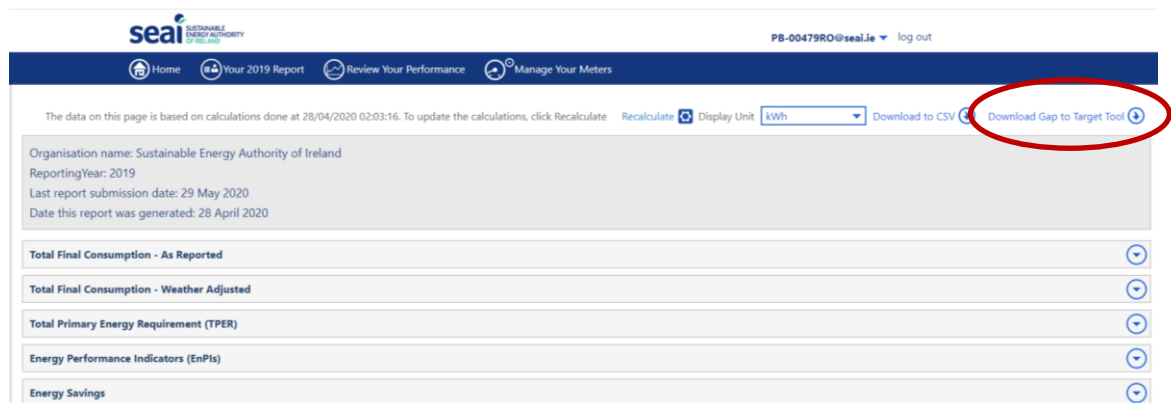 seai SUSTAINABLE ENERGY AUTHORITY OF IRELAND
PB-00479RO@seai.ie log out
Home Your 2019 Report Review Your Performance Manage Your Meters
The data on this page is based on calculations done at 28/04/2020 02:03:16. To update the calculations, click Recalculate Recalculate Display Unit kWh Download to CSV Download Gap to Target Tool
Organisation name: Sustainable Energy Authority of Ireland
ReportingYear: 2019
Last report submission date: 29 May 2020
Date this report was generated: 28 April 2020
Total Final Consumption - As Reported
Total Final Consumption - Weather Adjusted
Total Primary Energy Requirement (TPER)
Energy Performance Indicators (EnPIs)
Energy Savings